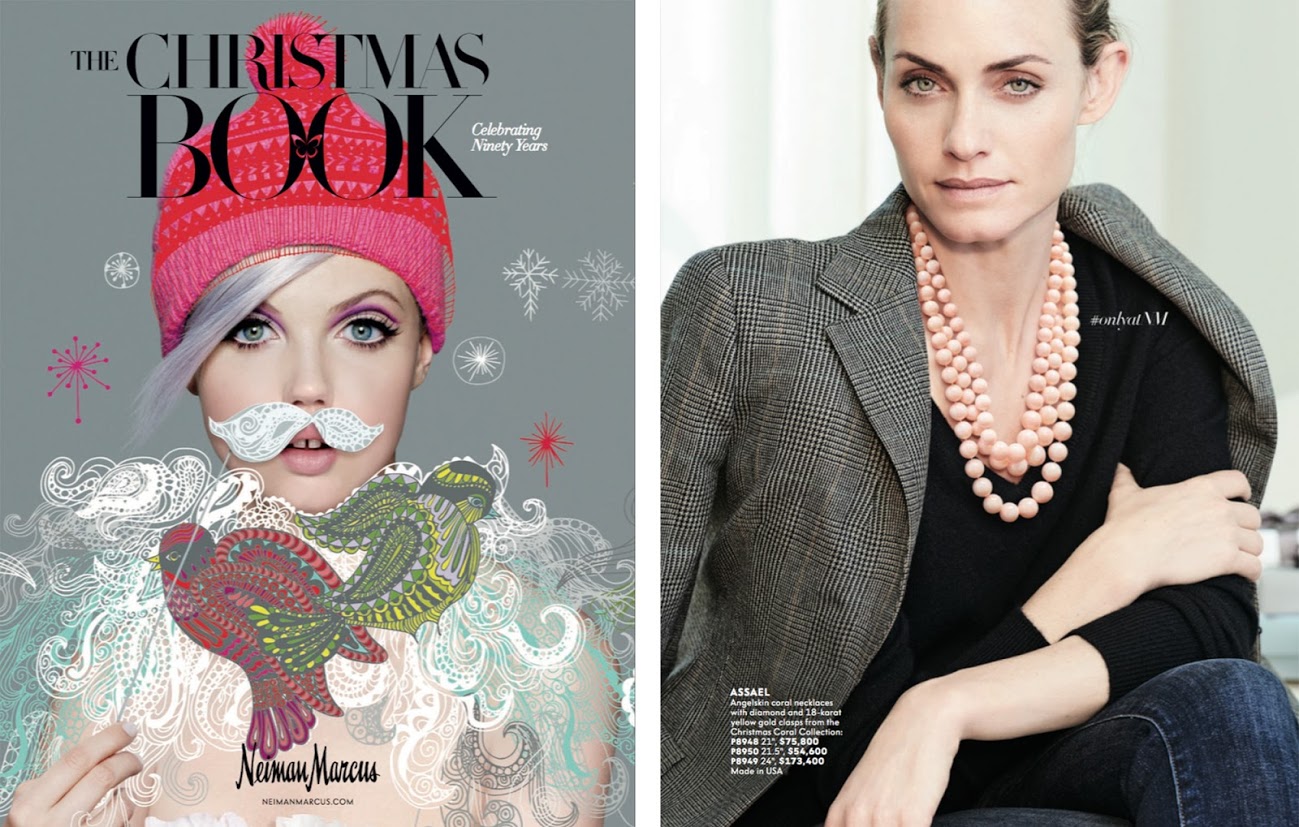 THE CHRISTMAS
BOOK
Celebrating
Ninety Years
Neiman Marcus
NEIMANMARCUS.COM
#onlyatNM
ASSAEL
Angelskin coral necklaces
with diamond and 18-karat
yellow gold clasps from the
Christmas Coral Collection:
P8948 21", $75,800
P8950 21.5", $54,600
P8949 24", $173,400
Made in USA